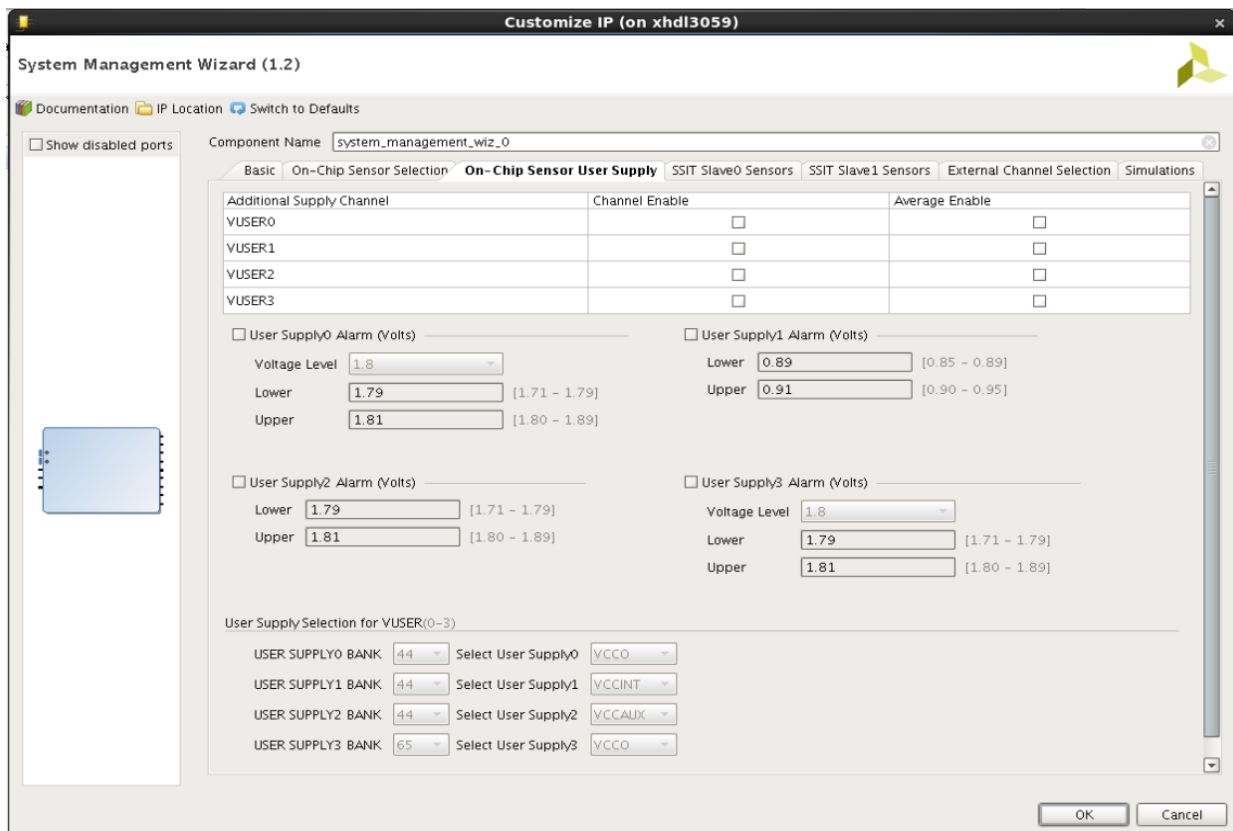 Customize IP (on xhdl3059)
System Management Wizard (1.2)
Documentation IP Location Switch to Defaults
Show disabled ports
Component Name system_management_wiz_0
Basic On-Chip Sensor Selection On-Chip Sensor User Supply SSIT Slave0 Sensors SSIT Slave1 Sensors External Channel Selection Simulations
Additional Supply Channel Channel Enable Average Enable
VUSER0
VUSER1
VUSER2
VUSER3
User Supply0 Alarm (Volts)
Voltage Level 1.8
Lower 1.79 [1.71 - 1.79]
Upper 1.81 [1.80 - 1.89]
User Supply1 Alarm (Volts)
Lower 0.89 [0.85 - 0.89]
Upper 0.91 [0.90 - 0.95]
User Supply2 Alarm (Volts)
Lower 1.79 [1.71 - 1.79]
Upper 1.81 [1.80 - 1.89]
User Supply3 Alarm (Volts)
Voltage Level 1.8
Lower 1.79 [1.71 - 1.79]
Upper 1.81 [1.80 - 1.89]
User Supply Selection for VUSER(0-3)
USER SUPPLY0 BANK 44 Select User Supply0 VCCO
USER SUPPLY1 BANK 44 Select User Supply1 VCCINT
USER SUPPLY2 BANK 44 Select User Supply2 VCCAUX
USER SUPPLY3 BANK 65 Select User Supply3 VCCO
OK Cancel